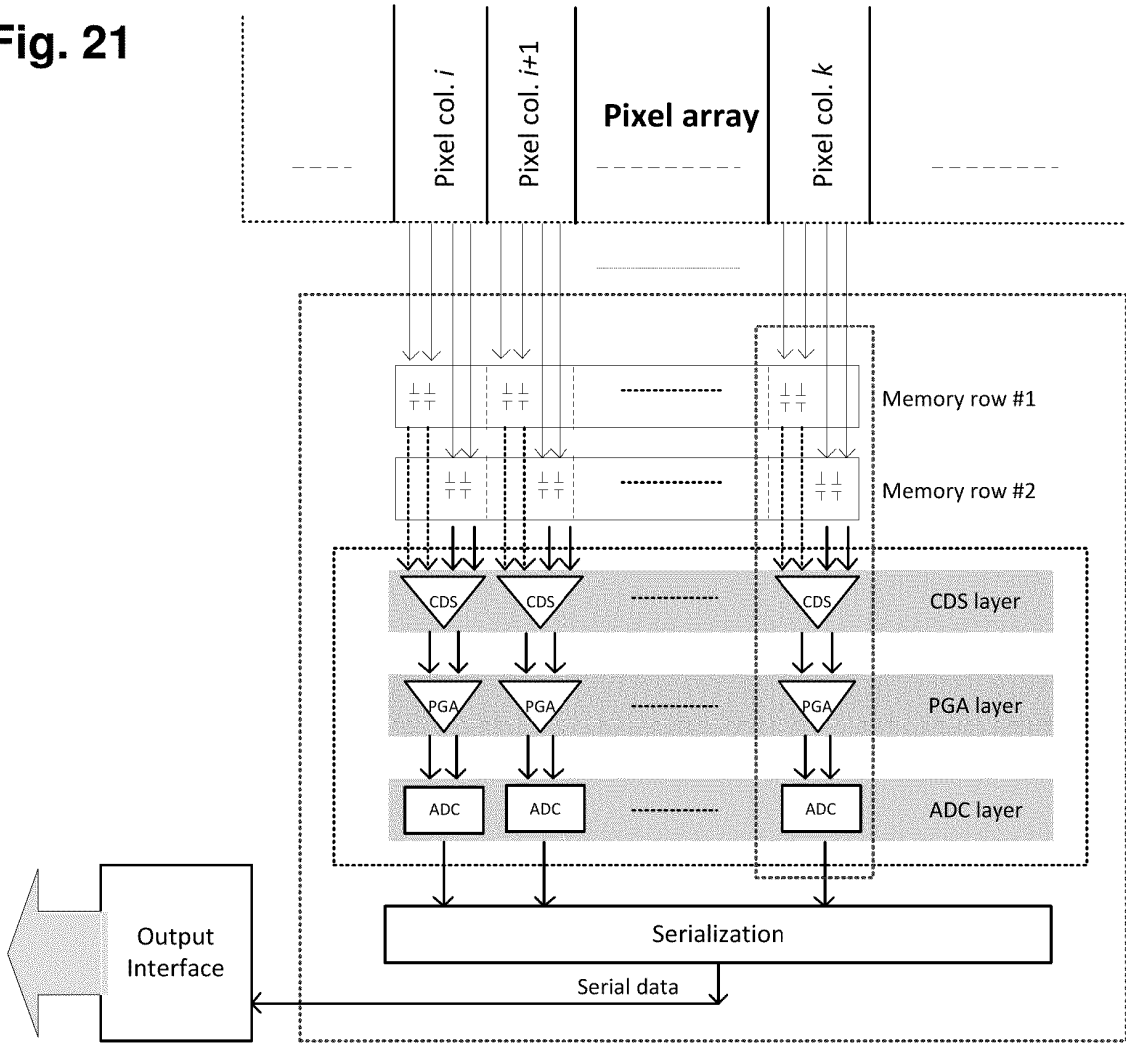 Fig. 21
Pixel col. i
Pixel col. i+1
Pixel array
Pixel col. k
Memory row #1
Memory row #2
CDS
CDS
CDS
CDS layer
PGA
PGA
PGA
PGA layer
ADC
ADC
ADC
ADC layer
Serialization
Output
Interface
Serial data